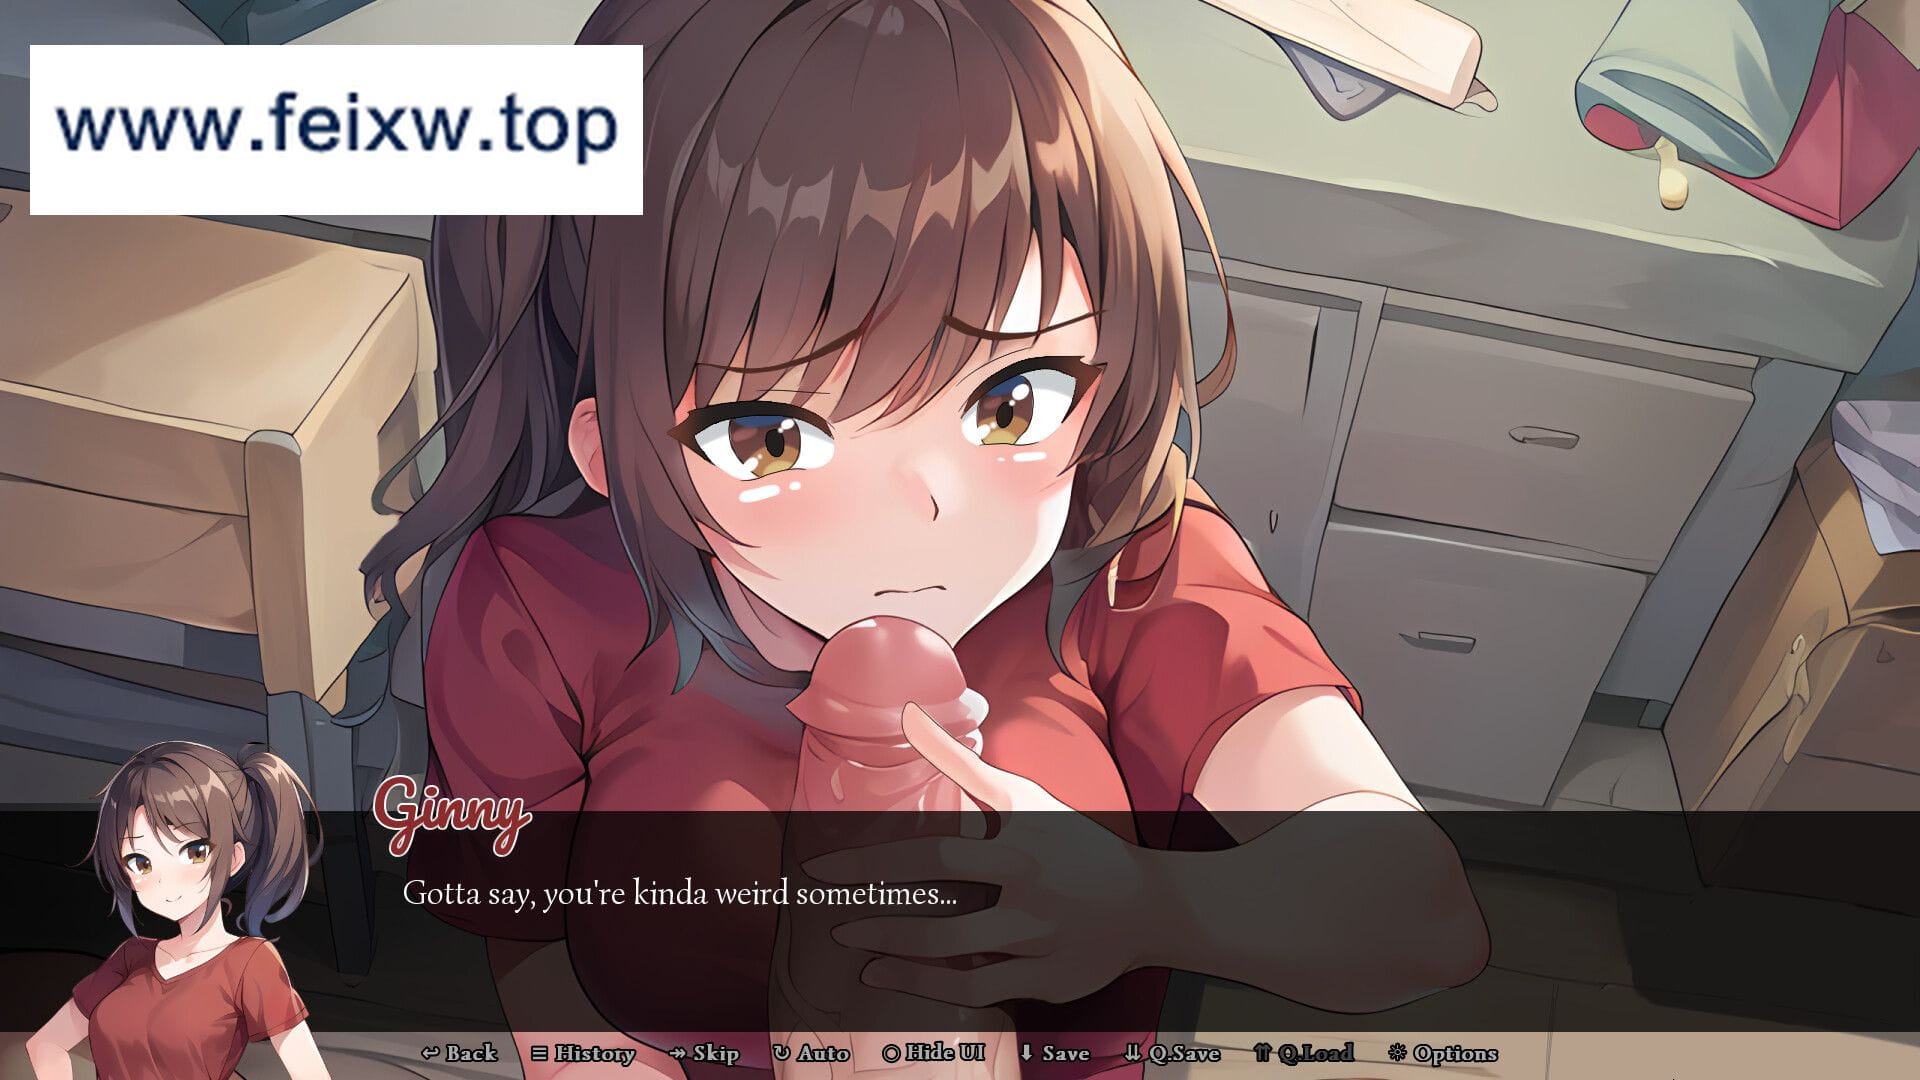 www.feixw.top
Ginny
Gotta say, you're kinda weird sometimes...
Back History Skip Auto Hide UI Save Q.Save Q.Load Options